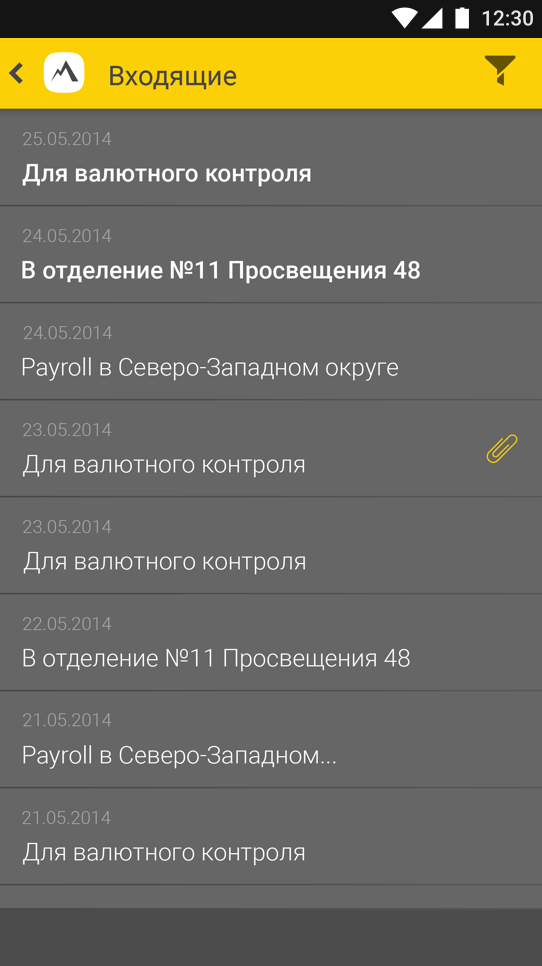 12:30
Входящие
25.05.2014
Для валютного контроля
24.05.2014
В отделение №11 Просвещения 48
24.05.2014
Payroll в Северо-Западном округе
23.05.2014
Для валютного контроля
23.05.2014
Для валютного контроля
22.05.2014
В отделение №11 Просвещения 48
21.05.2014
Payroll в Северо-Западном...
21.05.2014
Для валютного контроля